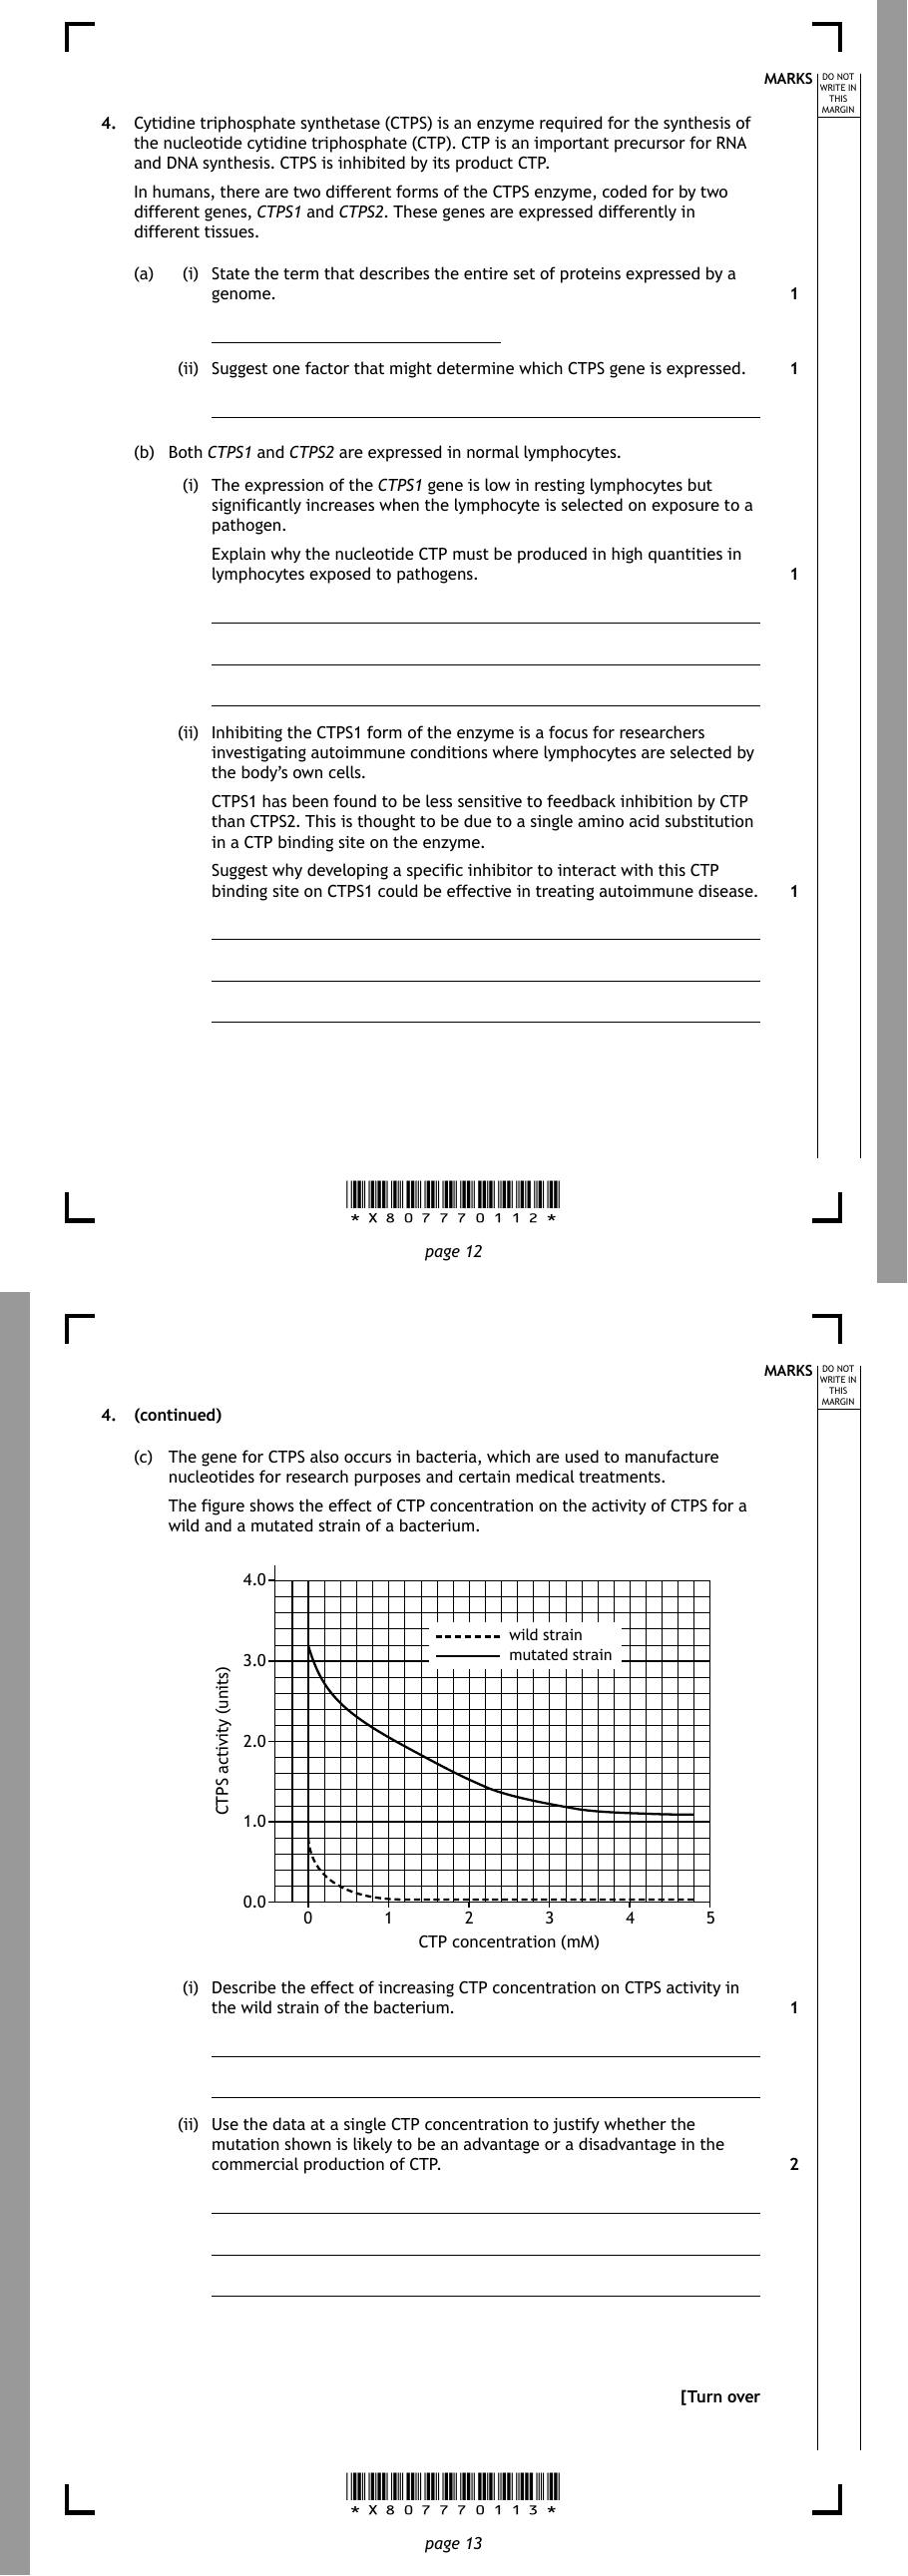 MARKS
DO NOT
WRITE IN
THIS
MARGIN
4. Cytidine triphosphate synthetase (CTPS) is an enzyme required for the synthesis of
the nucleotide cytidine triphosphate (CTP). CTP is an important precursor for RNA
and DNA synthesis. CTPS is inhibited by its product CTP.
In humans, there are two different forms of the CTPS enzyme, coded for by two
different genes, CTPS1 and CTPS2. These genes are expressed differently in
different tissues.
(a) (i) State the term that describes the entire set of proteins expressed by a
genome. 1
(ii) Suggest one factor that might determine which CTPS gene is expressed. 1
(b) Both CTPS1 and CTPS2 are expressed in normal lymphocytes.
(i) The expression of the CTPS1 gene is low in resting lymphocytes but
significantly increases when the lymphocyte is selected on exposure to a
pathogen.
Explain why the nucleotide CTP must be produced in high quantities in
lymphocytes exposed to pathogens. 1
(ii) Inhibiting the CTPS1 form of the enzyme is a focus for researchers
investigating autoimmune conditions where lymphocytes are selected by
the body's own cells.
CTPS1 has been found to be less sensitive to feedback inhibition by CTP
than CTPS2. This is thought to be due to a single amino acid substitution
in a CTP binding site on the enzyme.
Suggest why developing a specific inhibitor to interact with this CTP
binding site on CTPS1 could be effective in treating autoimmune disease. 1
* X 8 0 7 7 7 0 1 1 2 *
page 12
MARKS
DO NOT
WRITE IN
THIS
MARGIN
4. (continued)
(c) The gene for CTPS also occurs in bacteria, which are used to manufacture
nucleotides for research purposes and certain medical treatments.
The figure shows the effect of CTP concentration on the activity of CTPS for a
wild and a mutated strain of a bacterium.
4.0
wild strain
mutated strain
3.0
2.0
1.0
0.0
CTPS activity (units)
0 1 2 3 4 5
CTP concentration (mM)
(i) Describe the effect of increasing CTP concentration on CTPS activity in
the wild strain of the bacterium. 1
(ii) Use the data at a single CTP concentration to justify whether the
mutation shown is likely to be an advantage or a disadvantage in the
commercial production of CTP. 2
[Turn over
* X 8 0 7 7 7 0 1 1 3 *
page 13